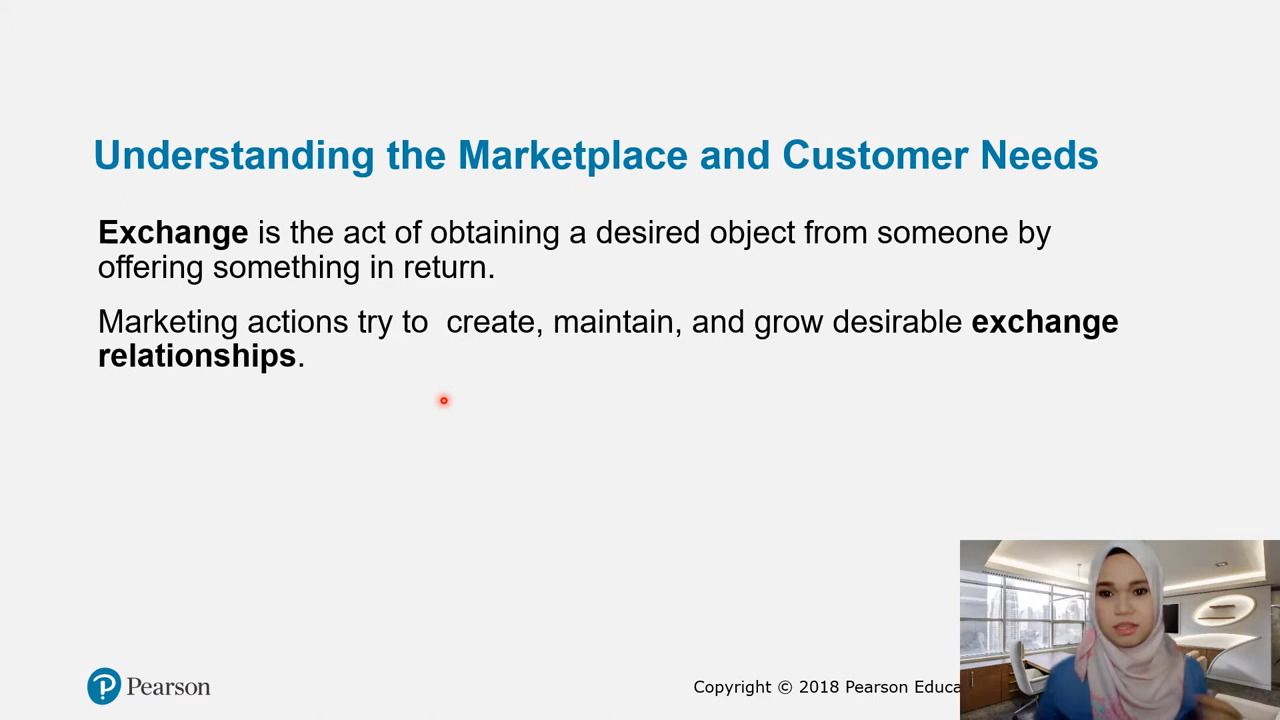 Understanding the Marketplace and Customer Needs
Exchange is the act of obtaining a desired object from someone by
offering something in return.
Marketing actions try to  create, maintain, and grow desirable exchange
relationships.
Pearson
Copyright © 2018 Pearson